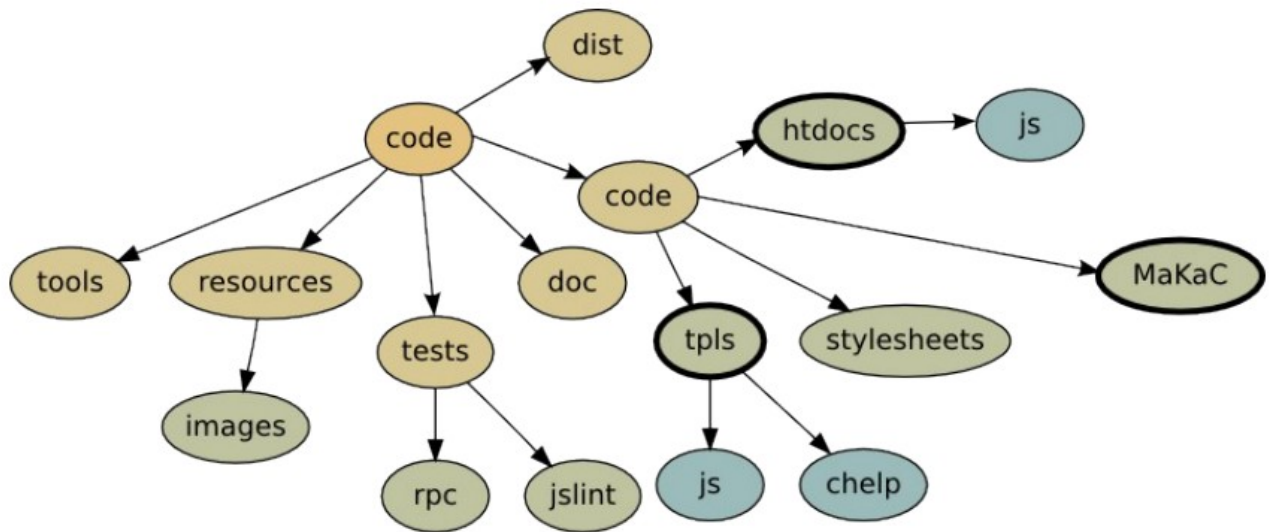 dist
code
htdocs
js
code
tools
resources
doc
MaKaC
tests
tpls
stylesheets
images
rpc
jslint
js
chelp